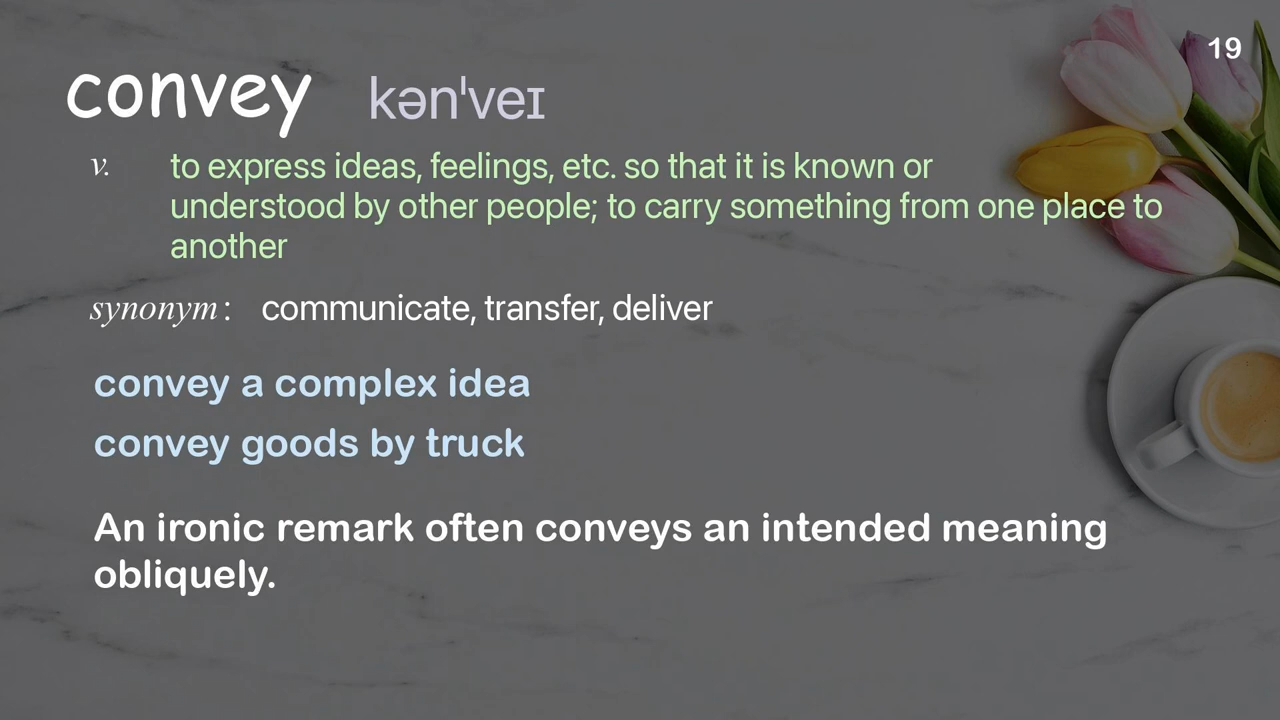 19
convey kən'veɪ
v. to express ideas, feelings, etc. so that it is known or
understood by other people; to carry something from one place to
another
synonym: communicate, transfer, deliver
convey a complex idea
convey goods by truck
An ironic remark often conveys an intended meaning
obliquely.